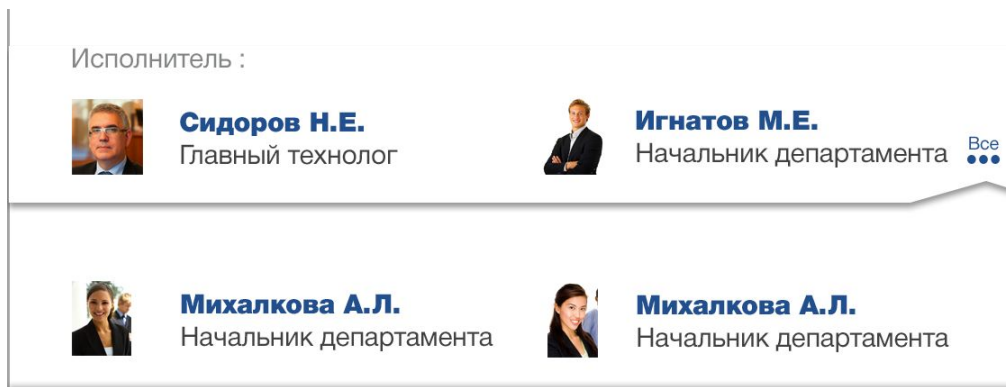 Исполнитель :
Сидоров Н.Е.
Главный технолог
Игнатов М.Е.
Начальник департамента
Все
Михалкова А.Л.
Начальник департамента
Михалкова А.Л.
Начальник департамента